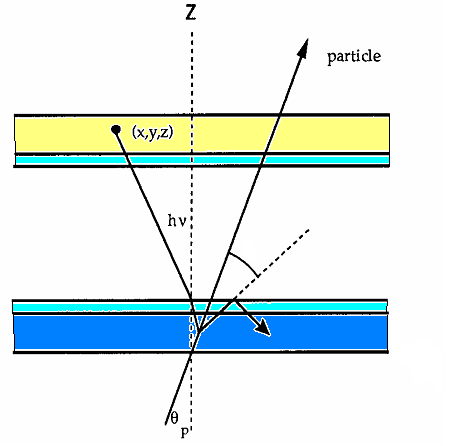 Z
particle
(x,y,z)
hν
θ
p